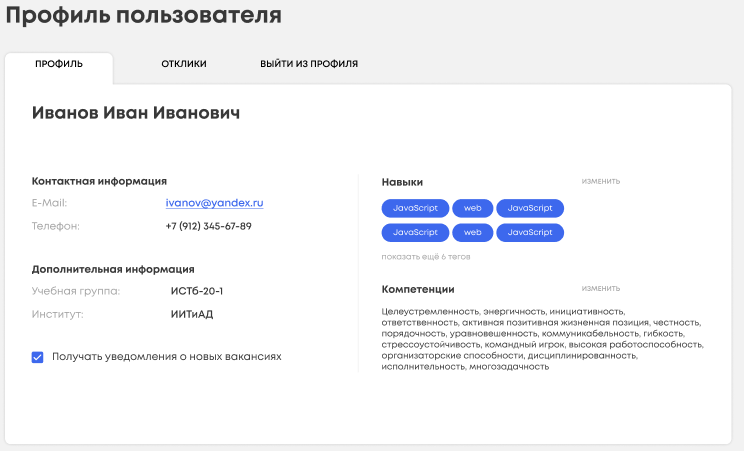 Профиль пользователя
ПРОФИЛЬ
ОТКЛИКИ
ВЫЙТИ ИЗ ПРОФИЛЯ
Иванов Иван Иванович
Контактная информация
E-Mail: ivanov@yandex.ru
Телефон: +7 (912) 345-67-89
Дополнительная информация
Учебная группа: ИСТб-20-1
Институт: ИИТиАД
Получать уведомления о новых вакансиях
Навыки ИЗМЕНИТЬ
JavaScript web JavaScript
JavaScript web JavaScript
показать ещё 6 тегов
Компетенции ИЗМЕНИТЬ
Целеустремленность, энергичность, инициативность,
ответственность, активная позитивная жизненная позиция, честность,
порядочность, уравновешенность, коммуникабельность, гибкость,
стрессоустойчивость, командный игрок, высокая работоспособность,
организаторские способности, дисциплинированность,
исполнительность, многозадачность